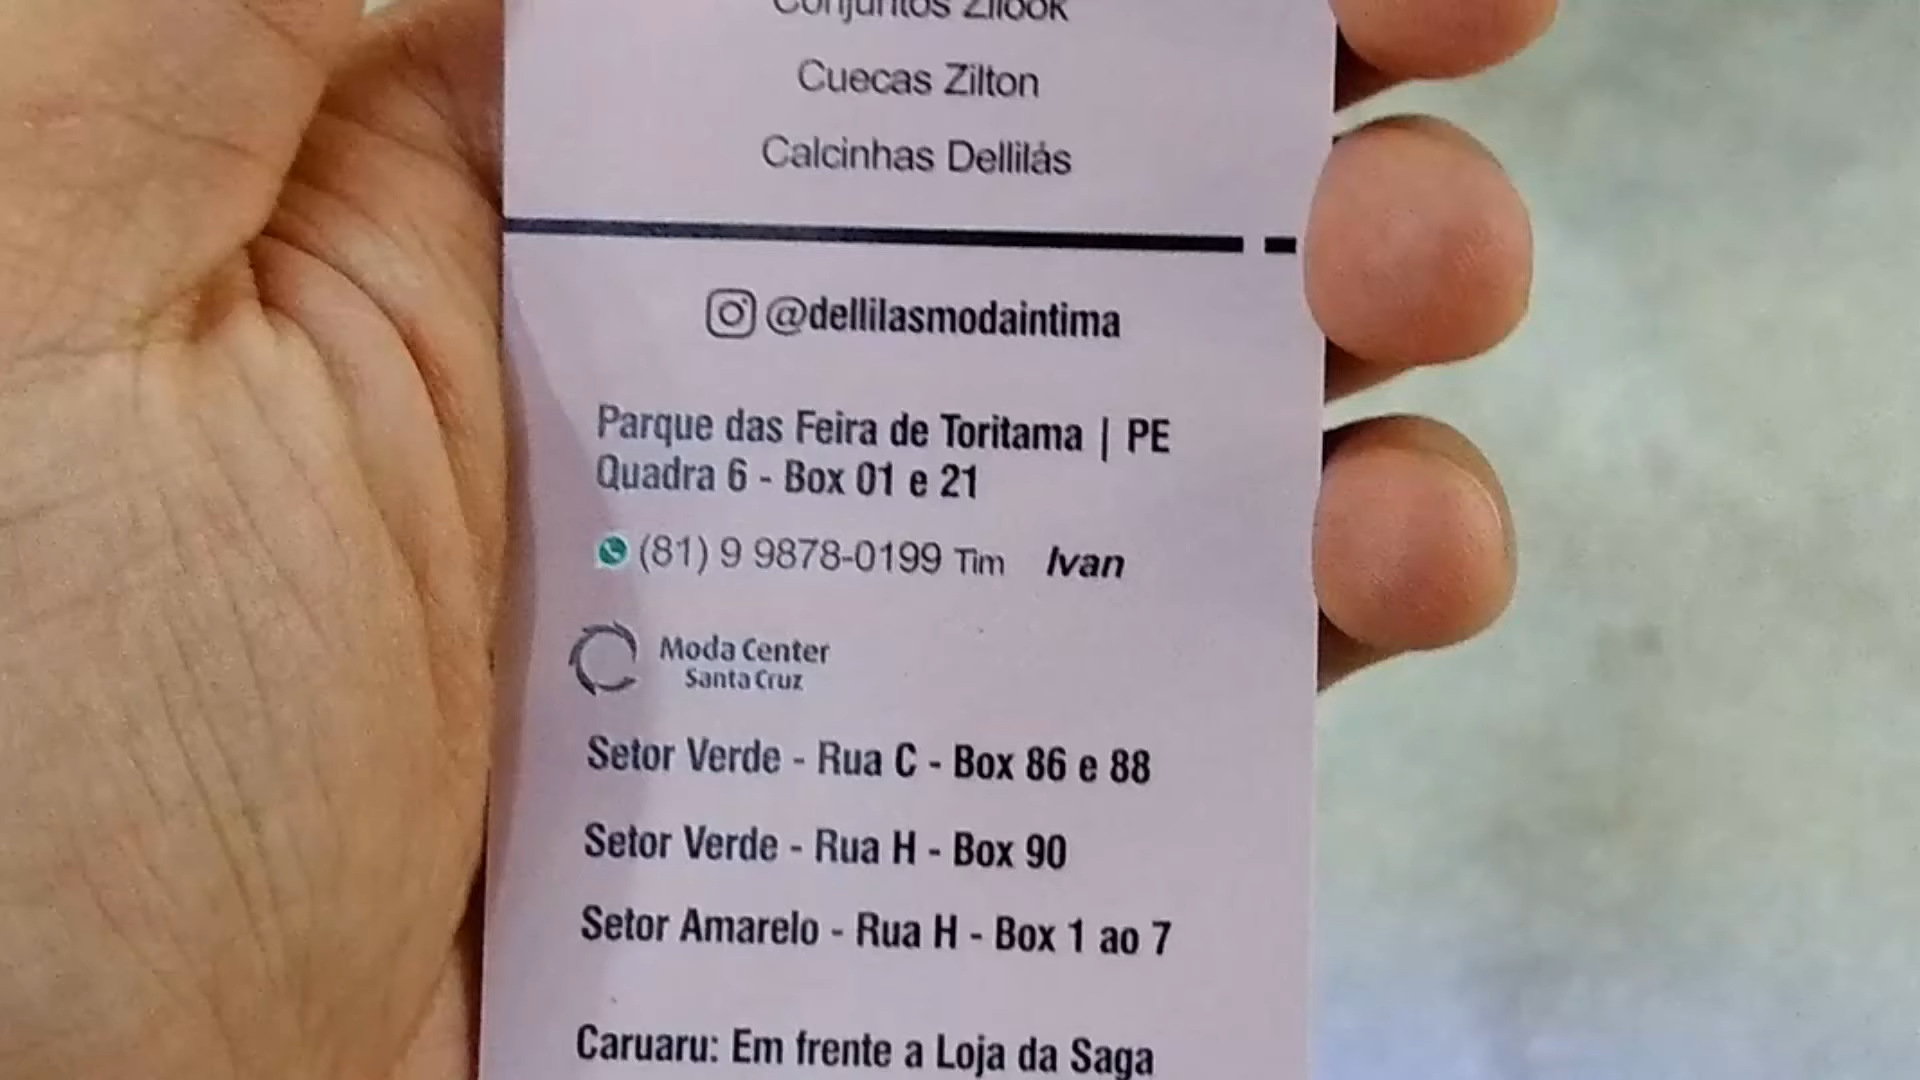 Conjuntos Zilook
Cuecas Zilton
Calcinhas Dellilás
@dellilasmodaintima
Parque das Feira de Toritama | PE
Quadra 6 - Box 01 e 21
(81) 9 9878-0199 Tim Ivan
Moda Center
Santa Cruz
Setor Verde - Rua C - Box 86 e 88
Setor Verde - Rua H - Box 90
Setor Amarelo - Rua H - Box 1 ao 7
Caruaru: Em frente a Loja da Saga